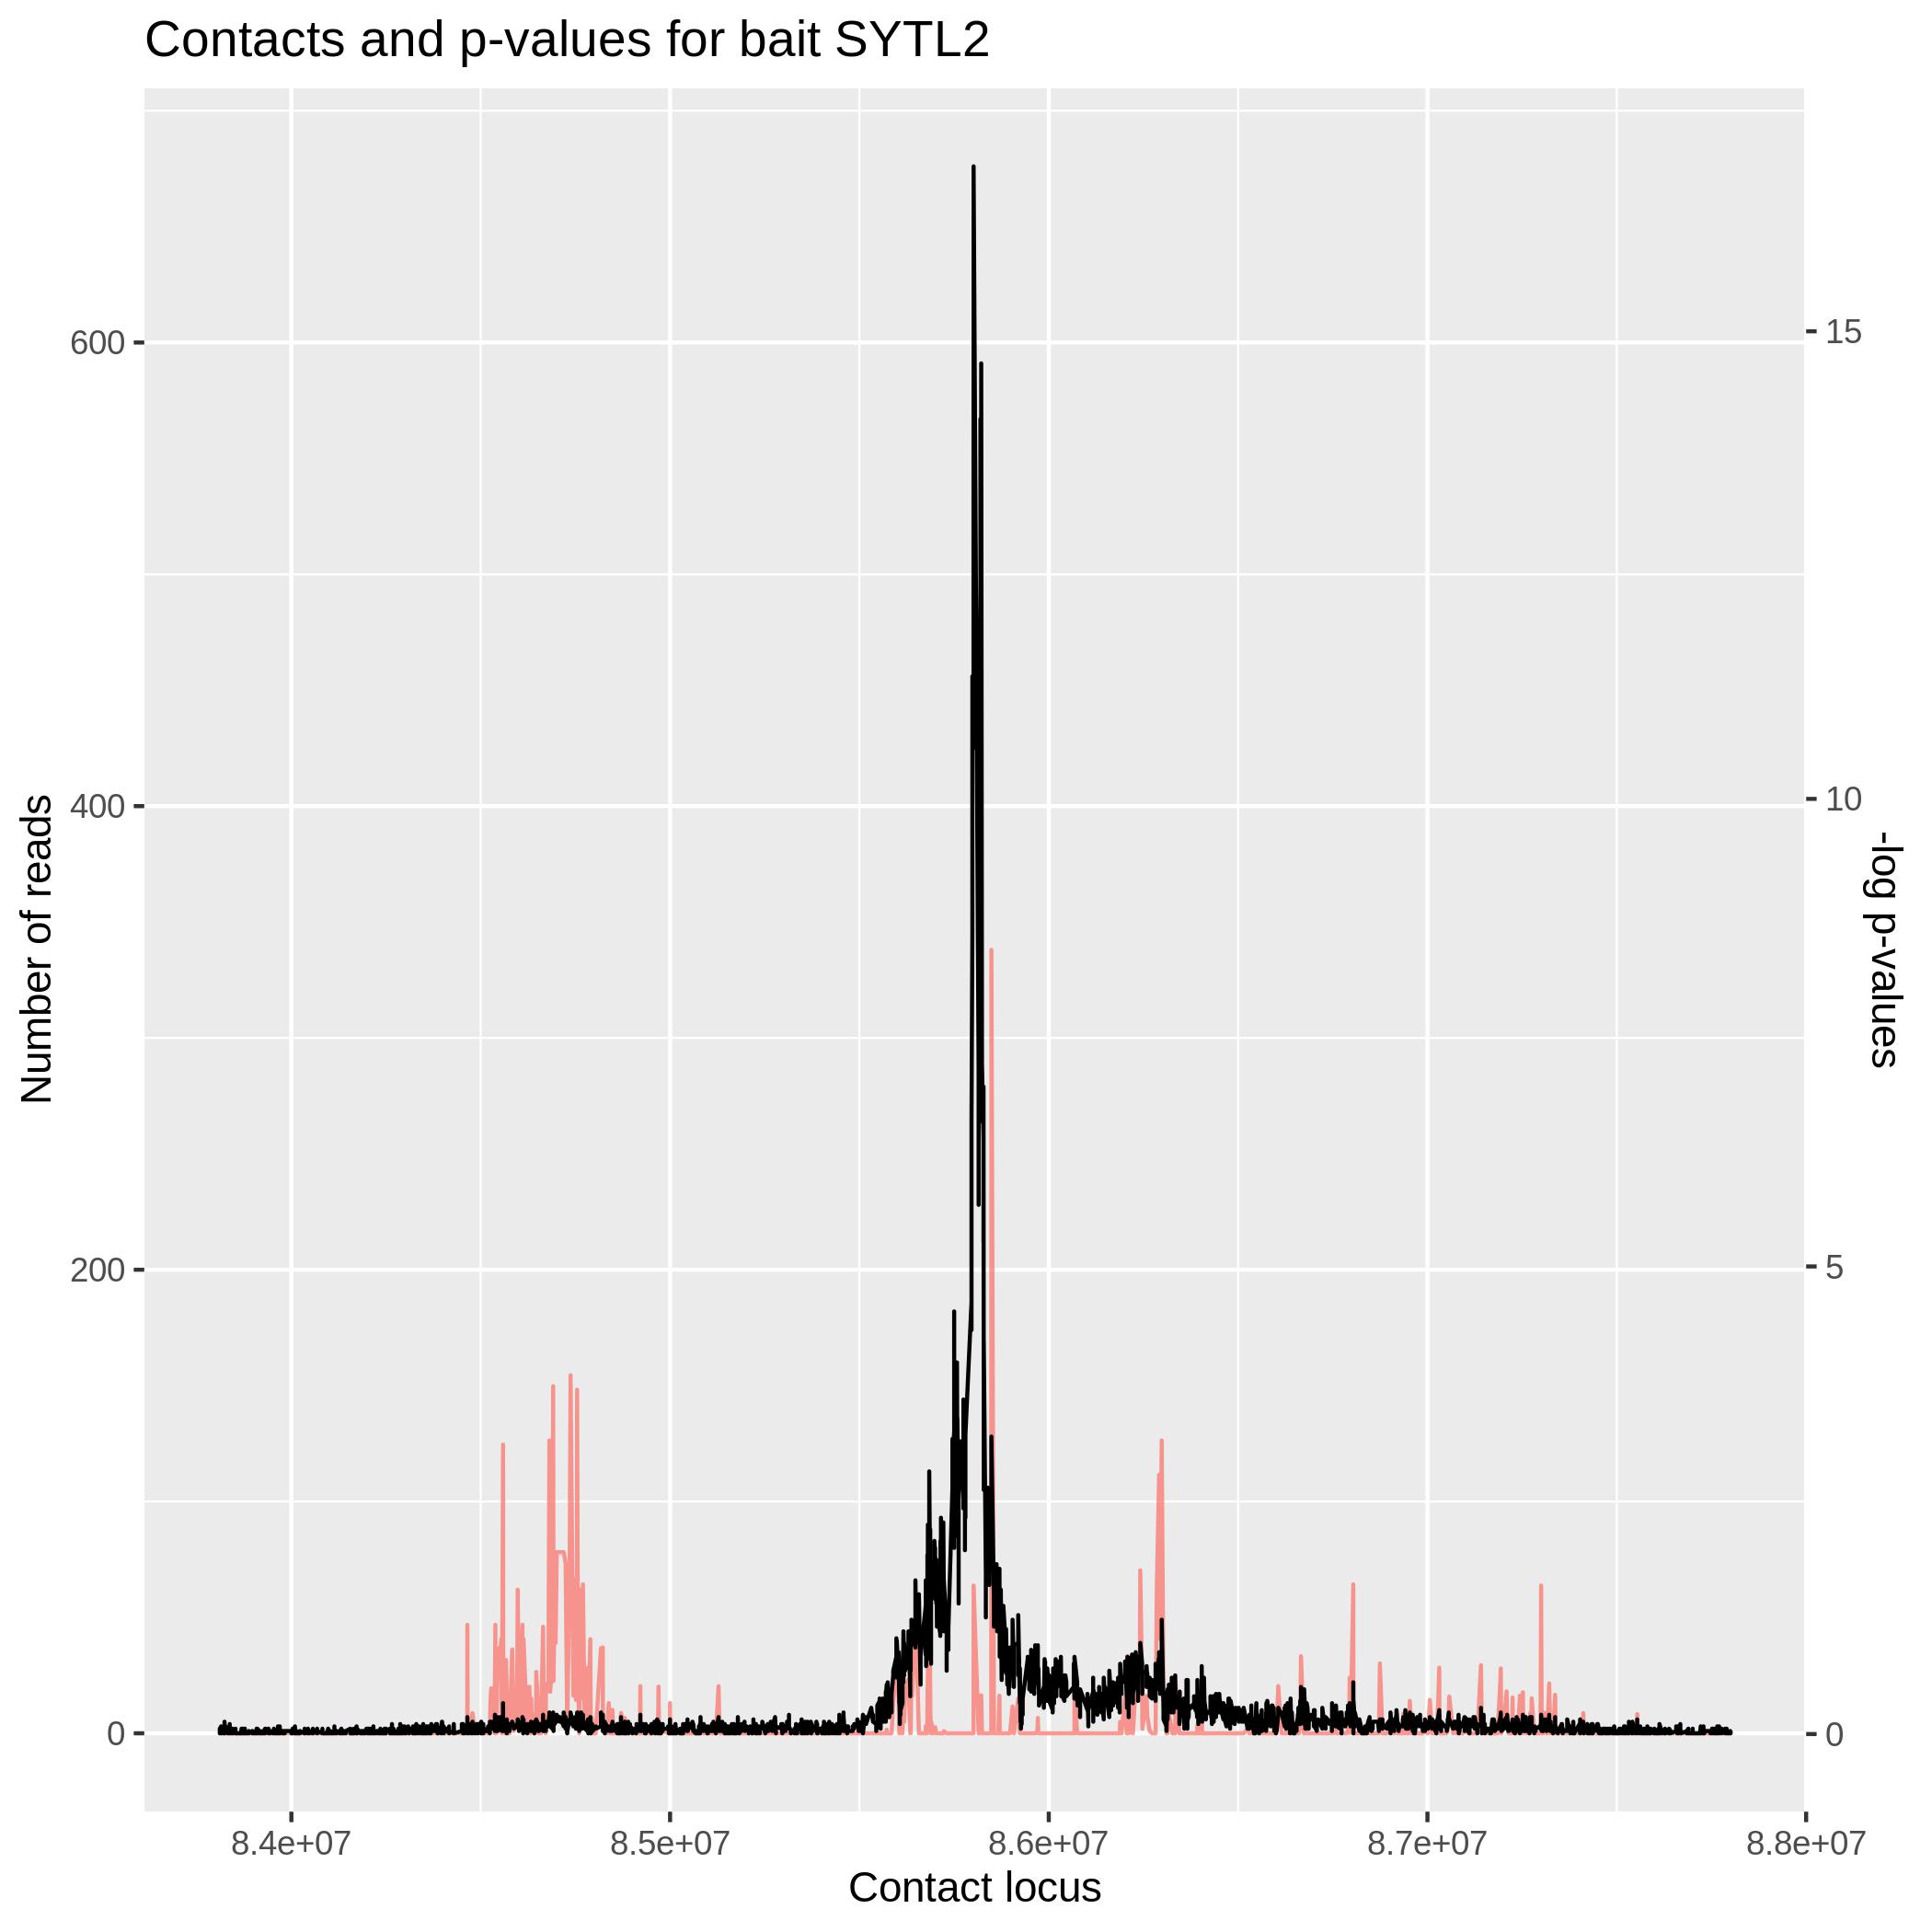 Contacts and p-values for bait SYTL2
600
400
200
0
15
10
5
0
Number of reads
-log p-values
8.4e+07 8.5e+07 8.6e+07 8.7e+07 8.8e+07
Contact locus